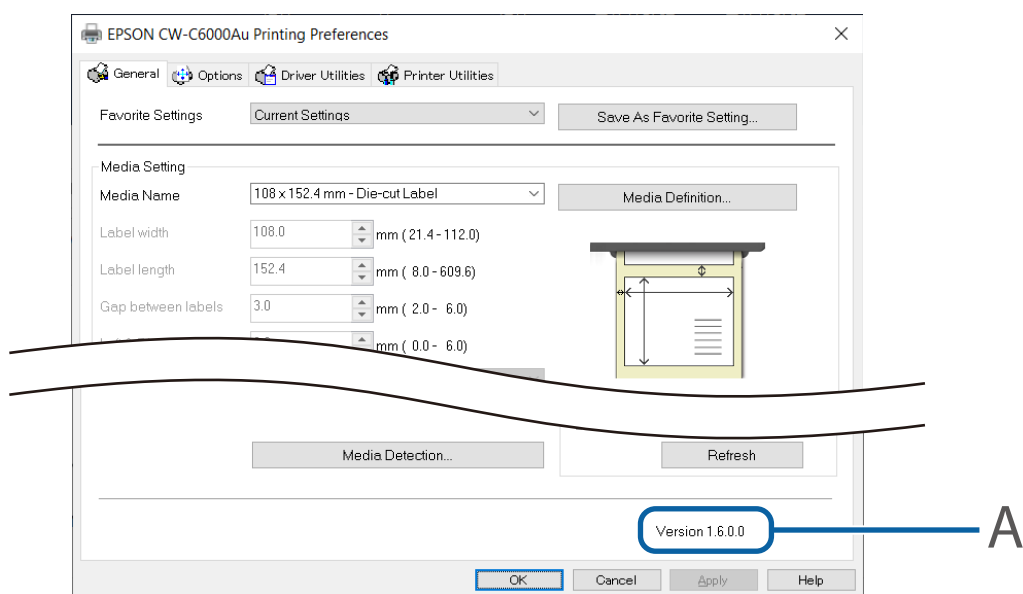 EPSON CW-C6000Au Printing Preferences
General Options Driver Utilities Printer Utilities
Favorite Settings Current Settings Save As Favorite Setting...
Media Setting
Media Name 108 x 152.4 mm - Die-cut Label Media Definition...
Label width 108.0 mm ( 21.4 - 112.0)
Label length 152.4 mm ( 8.0 - 609.6)
Gap between labels 3.0 mm ( 2.0 - 6.0)
mm ( 0.0 - 6.0)
Media Detection... Refresh
Version 1.6.0.0 A
OK Cancel Apply Help